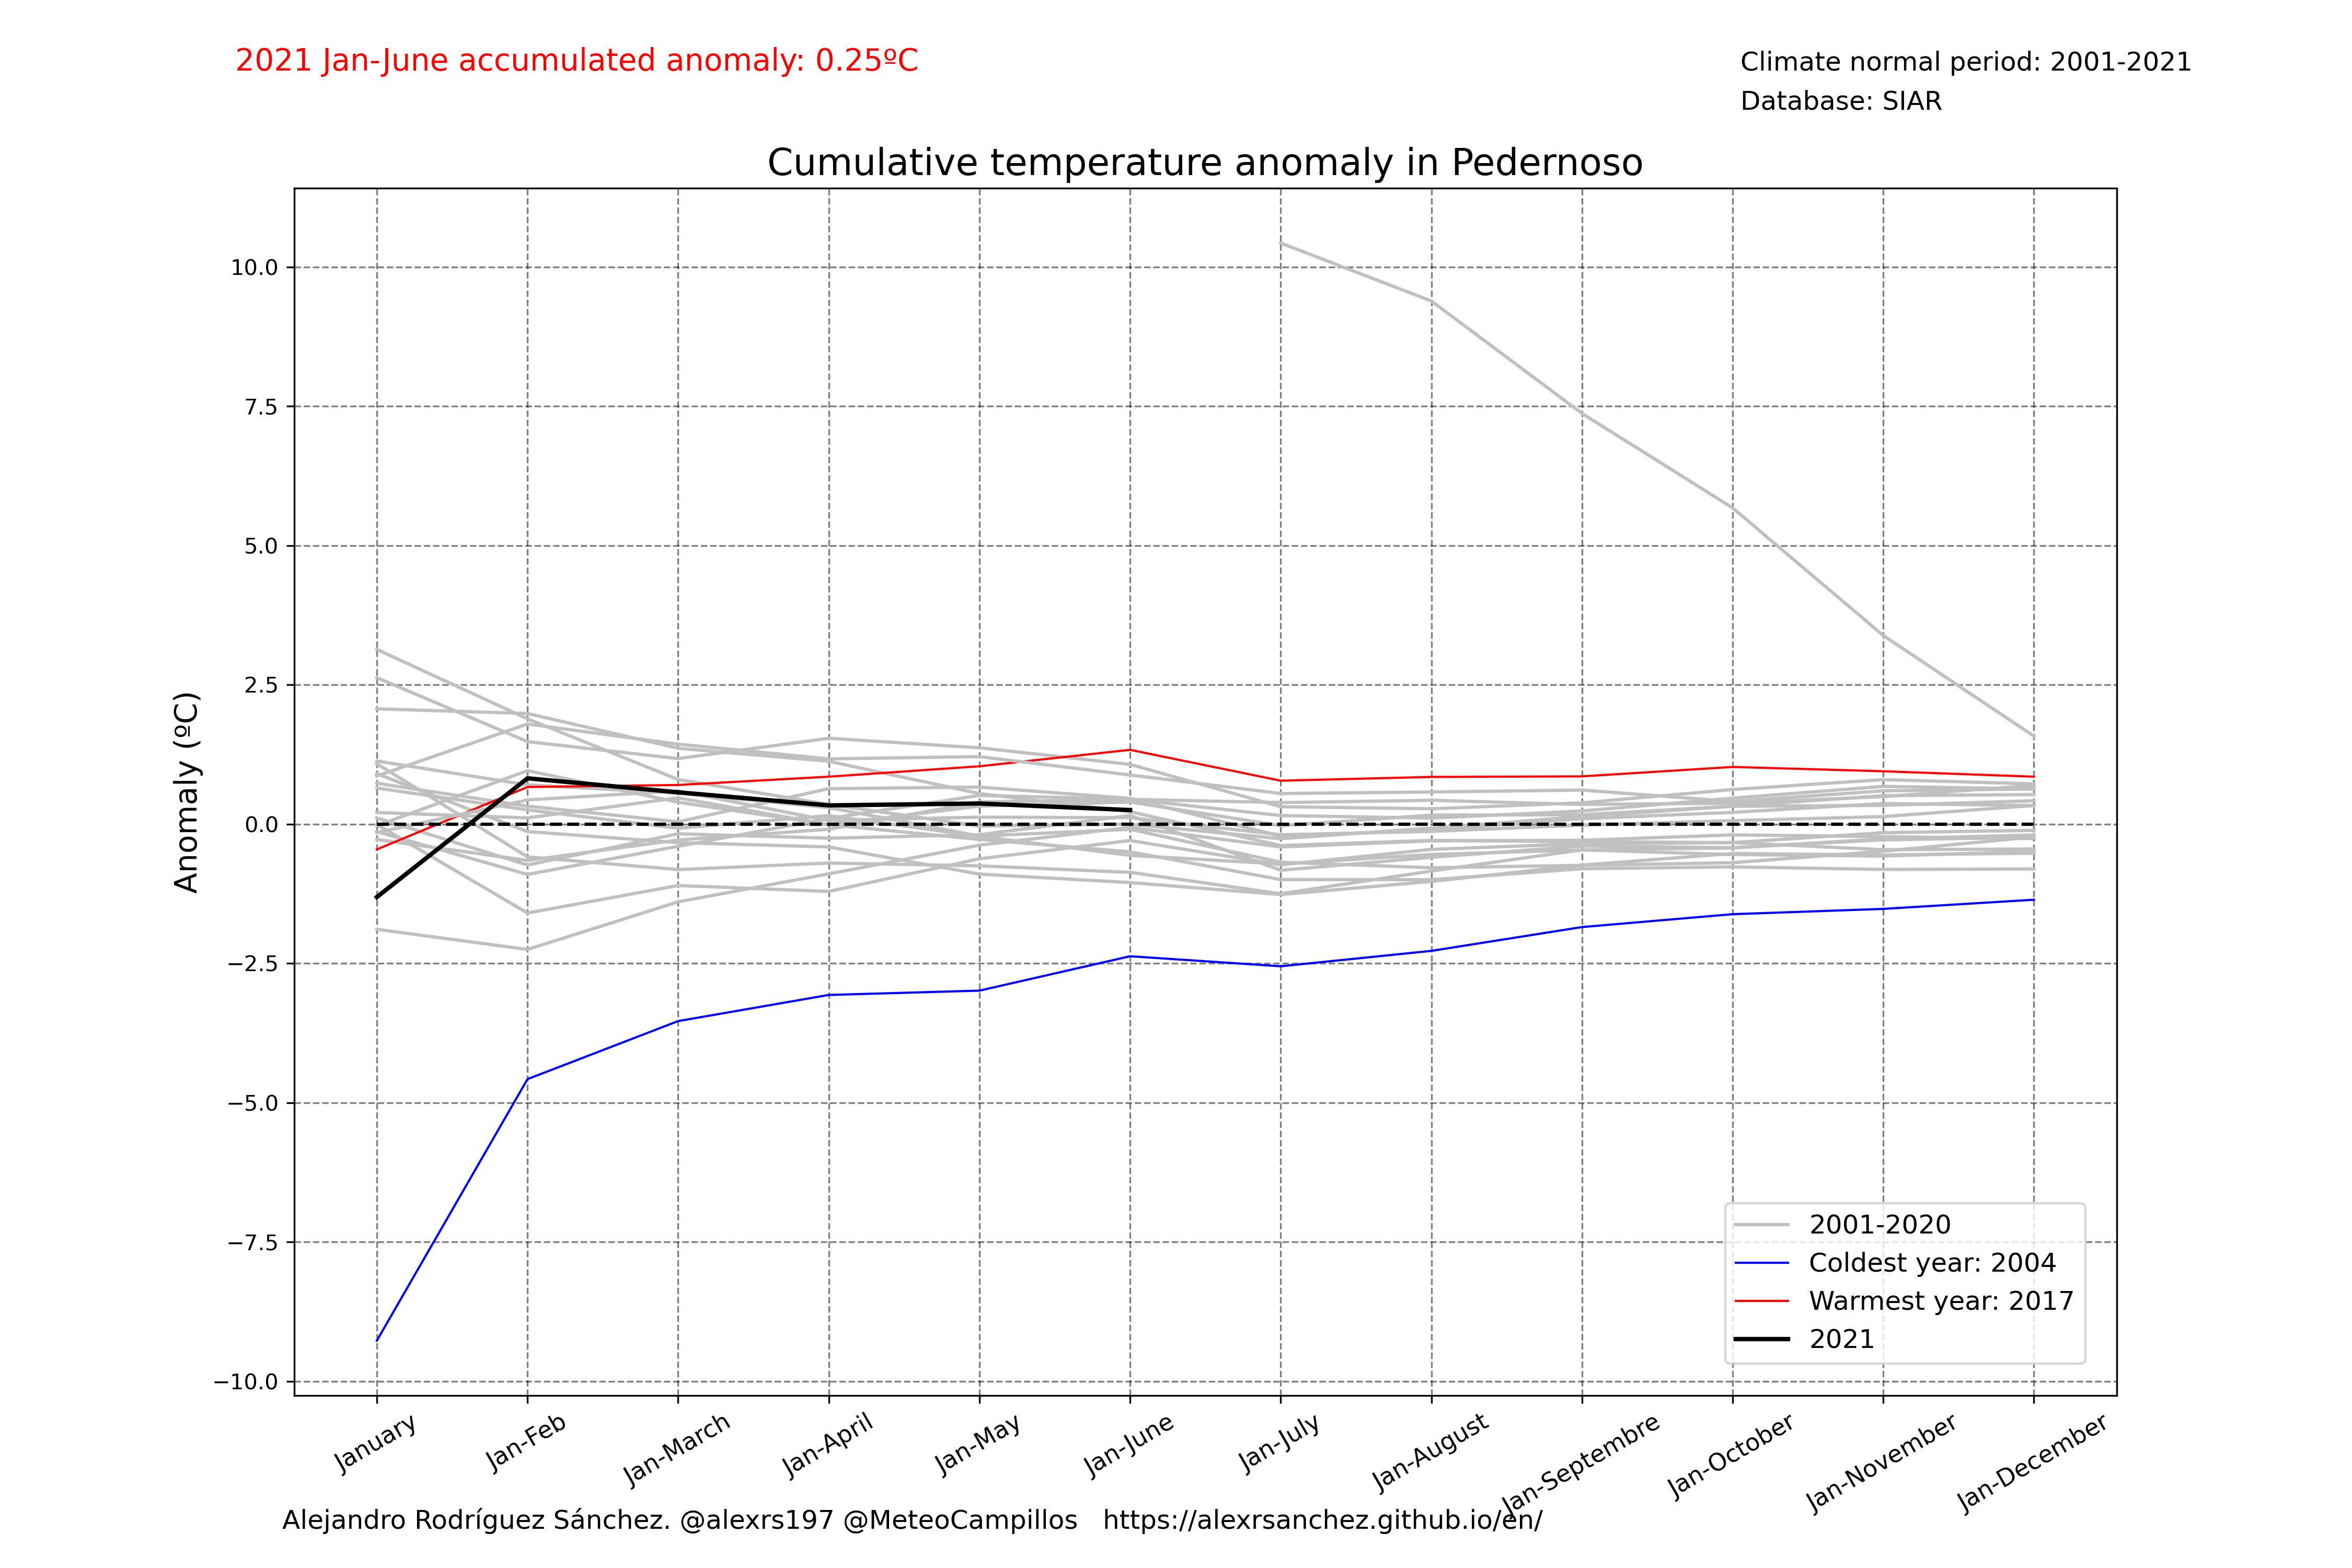 2021 Jan-June accumulated anomaly: 0.25ºC
Climate normal period: 2001-2021
Database: SIAR
Cumulative temperature anomaly in Pedernoso
Anomaly (ºC)
10.0
7.5
5.0
2.5
0.0
−2.5
−5.0
−7.5
−10.0
2001-2020
Coldest year: 2004
Warmest year: 2017
2021
January
Jan-Feb
Jan-March
Jan-April
Jan-May
Jan-June
Jan-July
Jan-August
Jan-Septembre
Jan-October
Jan-November
Jan-December
Alejandro Rodríguez Sánchez. @alexrs197 @MeteoCampillos https://alexrsanchez.github.io/en/